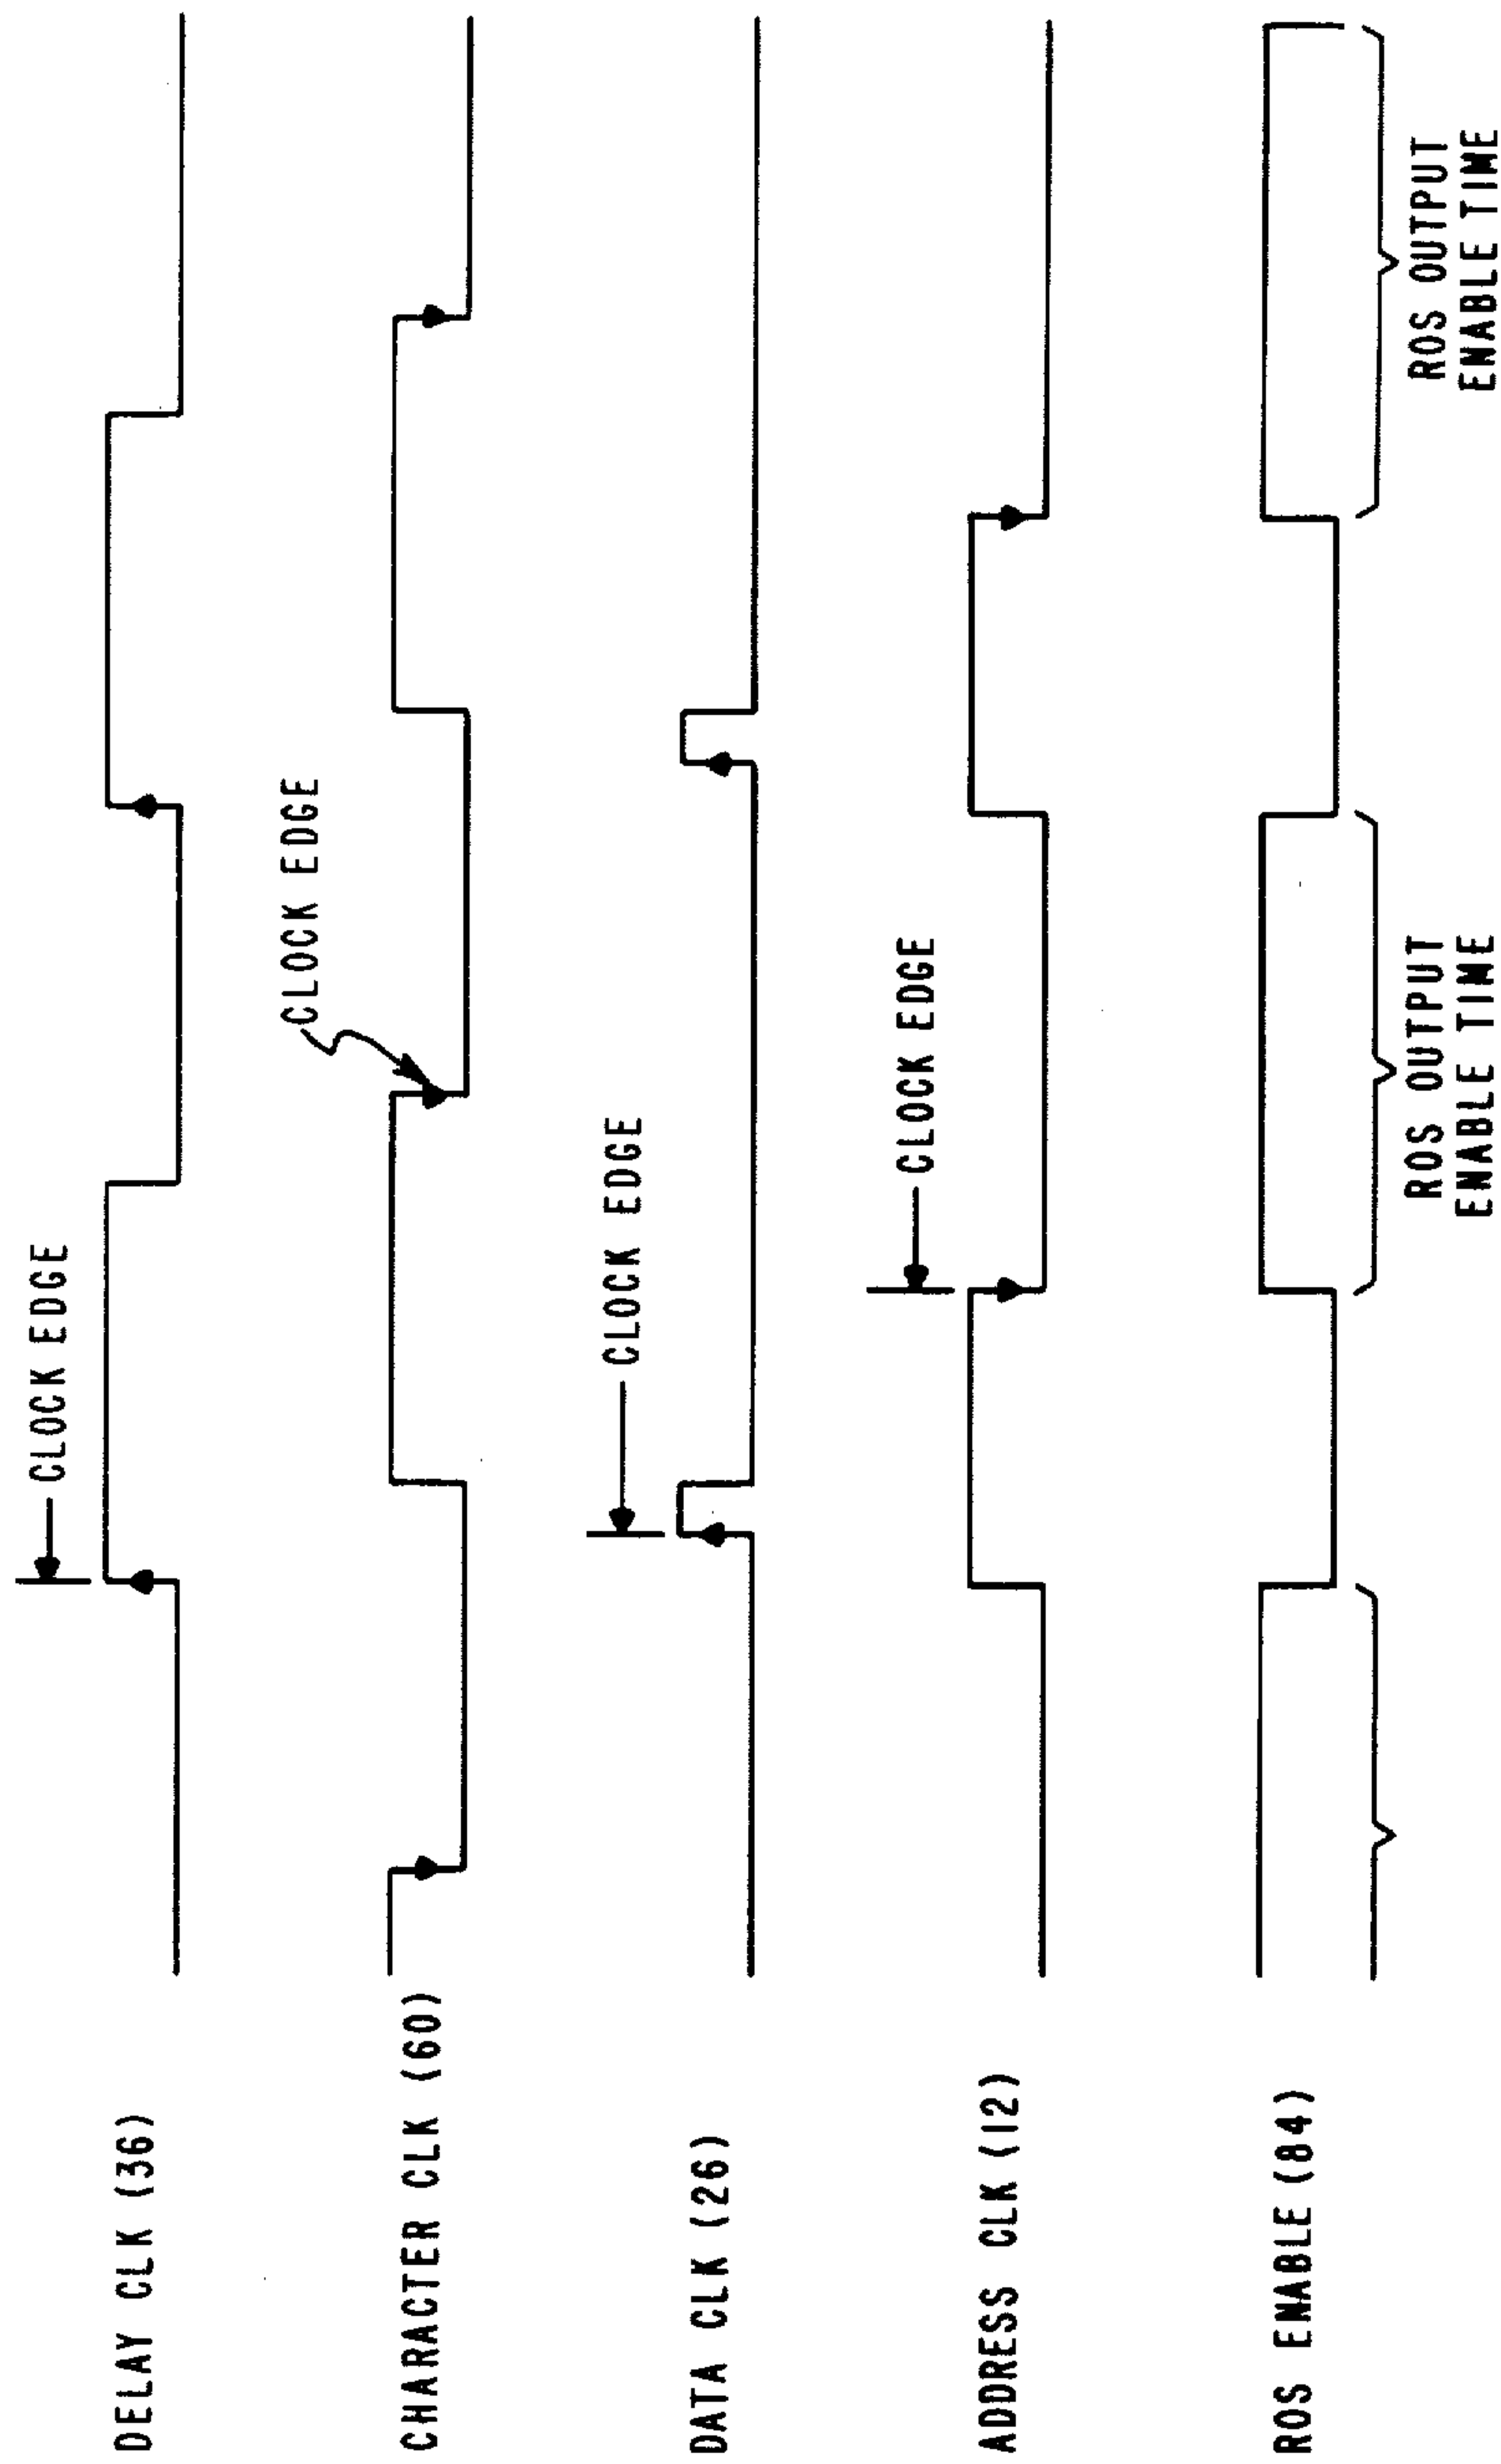 CLOCK EDGE
DELAY CLK (36)
CLOCK EDGE
CHARACTER CLK (60)
CLOCK EDGE
DATA CLK (26)
CLOCK EDGE
ADDRESS CLK (12)
ROS ENABLE (84)
ROS OUTPUT
ENABLE TIME
ROS OUTPUT
ENABLE TIME